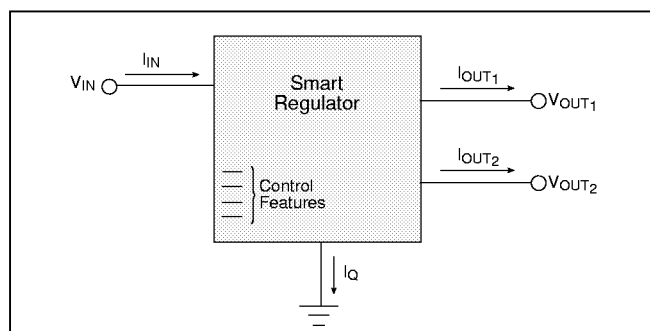 I_IN
V_IN
Smart
Regulator
I_OUT1
V_OUT1
I_OUT2
V_OUT2
Control
Features
I_Q